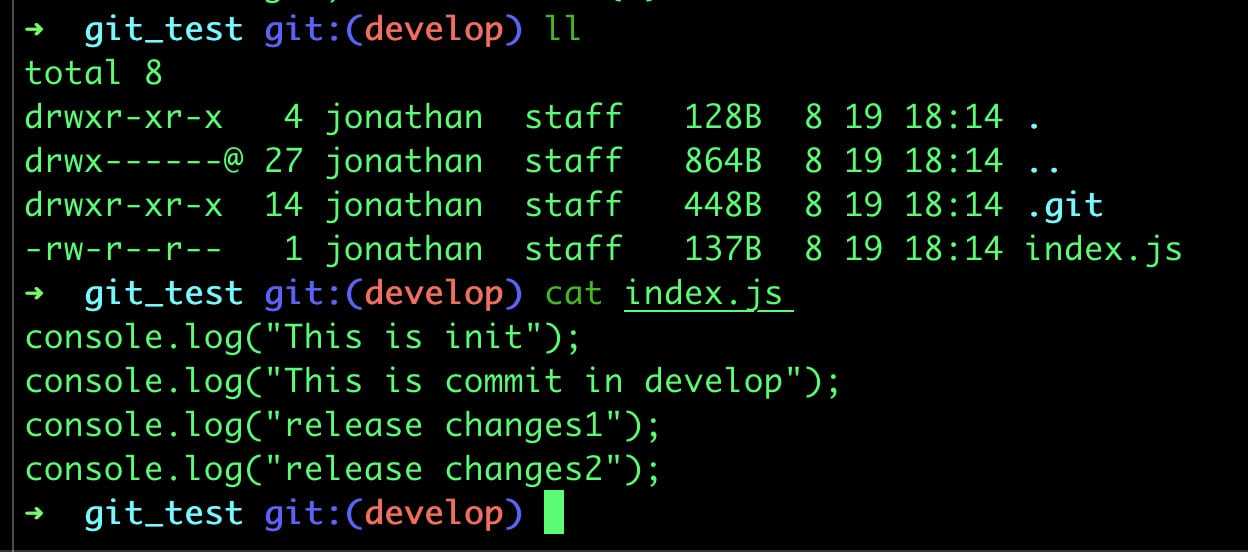 ➜  git_test git:(develop) ll
total 8
drwxr-xr-x   4 jonathan  staff   128B  8 19 18:14 .
drwx------@ 27 jonathan  staff   864B  8 19 18:14 ..
drwxr-xr-x  14 jonathan  staff   448B  8 19 18:14 .git
-rw-r--r--   1 jonathan  staff   137B  8 19 18:14 index.js
➜  git_test git:(develop) cat index.js
console.log("This is init");
console.log("This is commit in develop");
console.log("release changes1");
console.log("release changes2");
➜  git_test git:(develop)